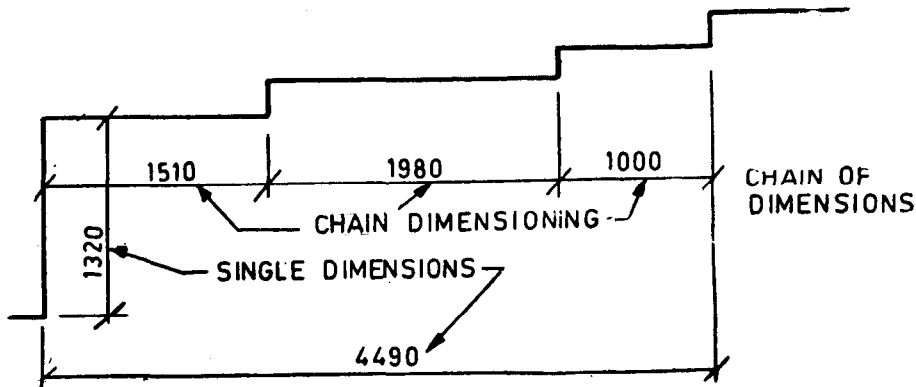 1510
1980
1000
CHAIN OF
DIMENSIONS
CHAIN DIMENSIONING
1320
SINGLE DIMENSIONS
4490